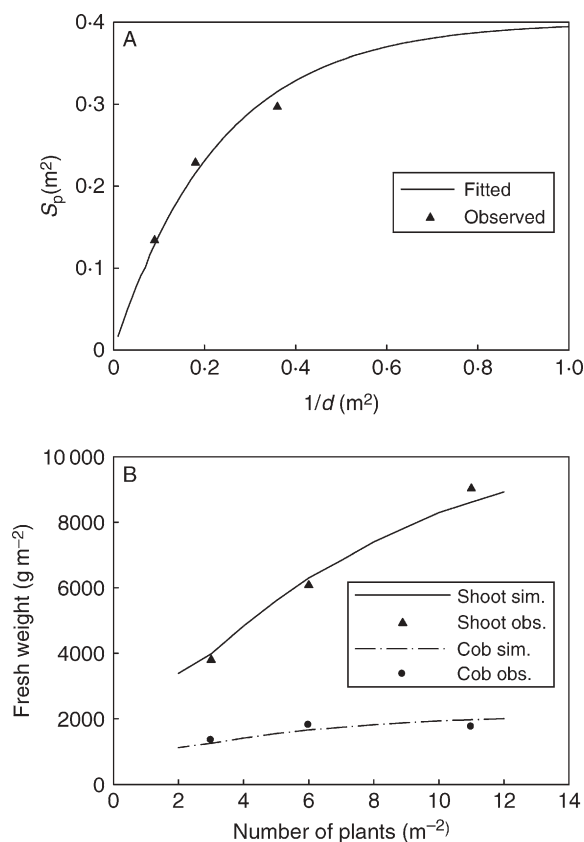 A
0·4
0·3
0·2
0·1
0
Sp(m²)
Fitted
Observed
0 0·2 0·4 0·6 0·8 1·0
1/d (m²)
B
10 000
8000
6000
4000
2000
0
Fresh weight (g m⁻²)
Shoot sim.
Shoot obs.
Cob sim.
Cob obs.
0 2 4 6 8 10 12 14
Number of plants (m⁻²)